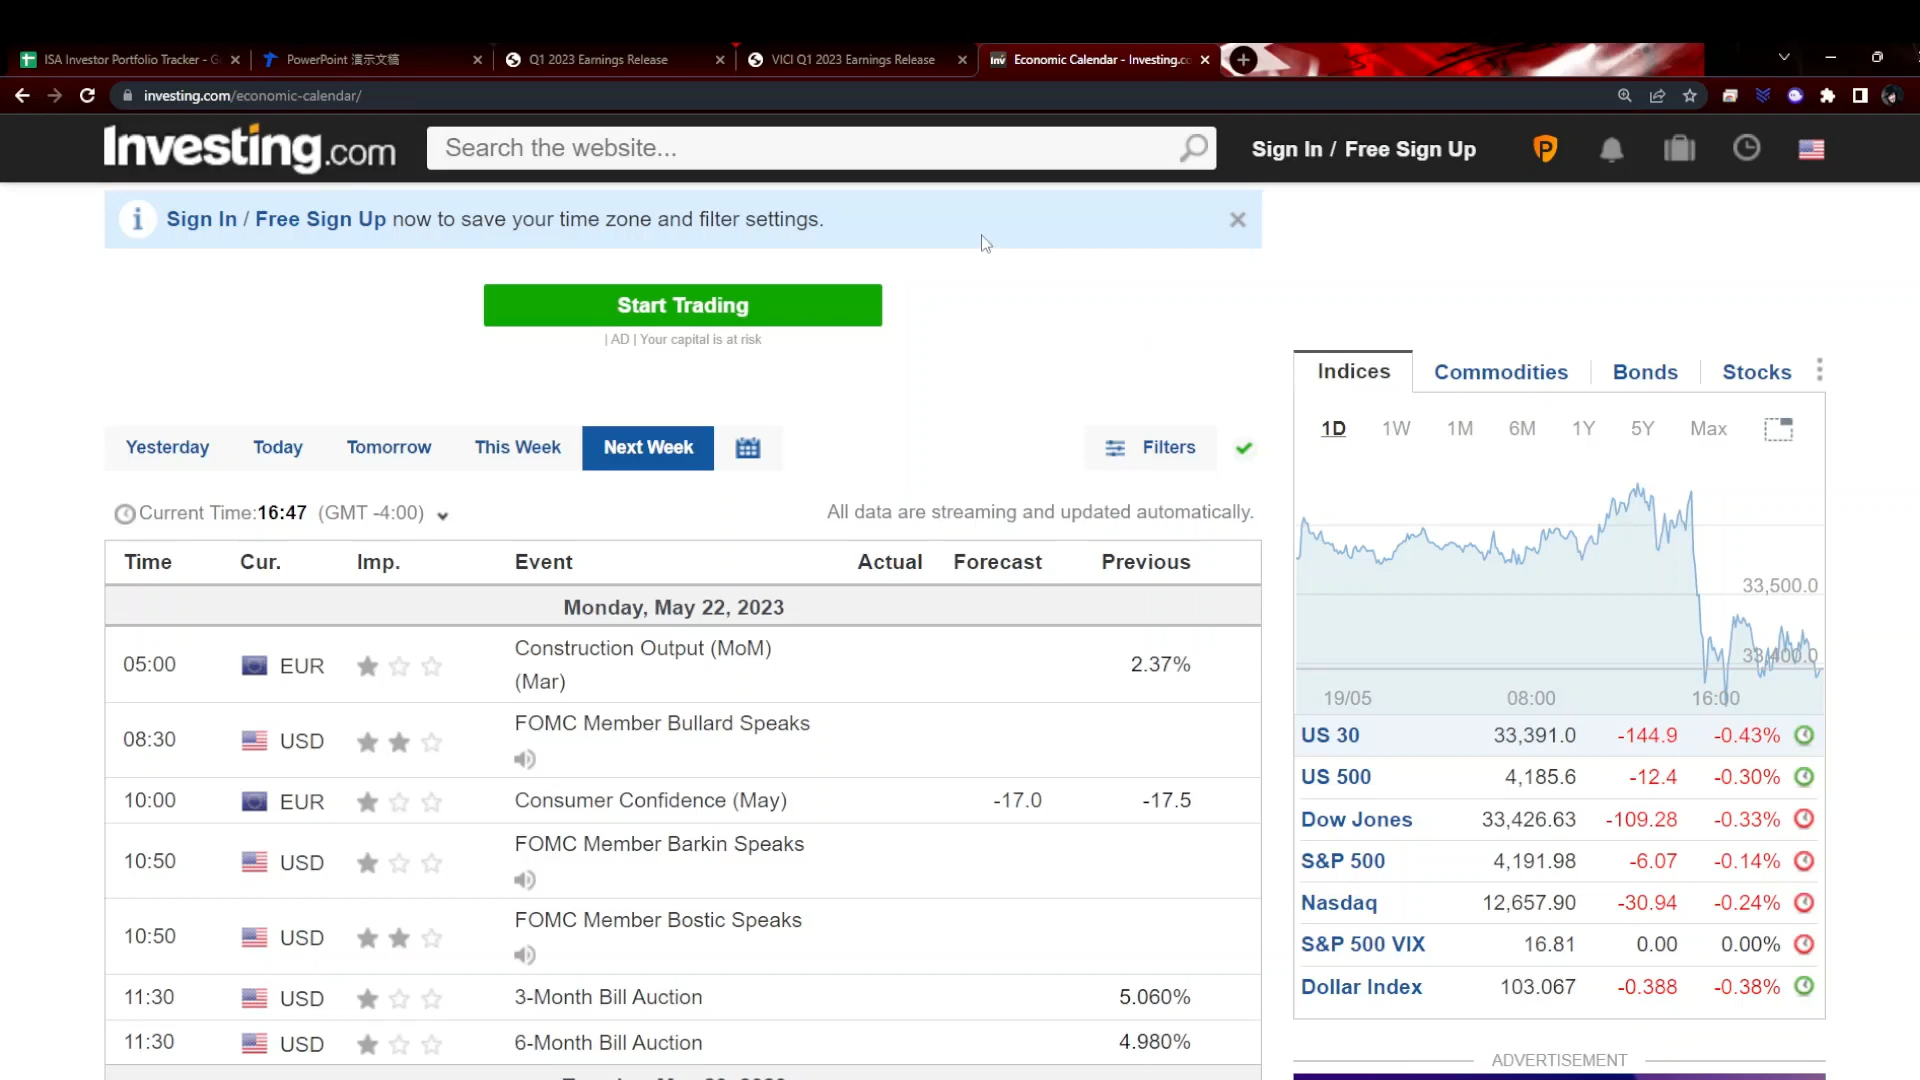 ISA Investor Portfolio Tracker - G
PowerPoint 演示文稿
Q1 2023 Earnings Release
VICI Q1 2023 Earnings Release
Economic Calendar - Investing.co
investing.com/economic-calendar/
Investing.com
Search the website...
Sign In / Free Sign Up
Sign In / Free Sign Up now to save your time zone and filter settings.
Start Trading
| AD | Your capital is at risk
Yesterday Today Tomorrow This Week Next Week
Filters
Current Time:16:47 (GMT -4:00)
All data are streaming and updated automatically.
Time Cur. Imp. Event Actual Forecast Previous
Monday, May 22, 2023
05:00 EUR Construction Output (MoM) 2.37%
(Mar)
08:30 USD FOMC Member Bullard Speaks
10:00 EUR Consumer Confidence (May) -17.0 -17.5
10:50 USD FOMC Member Barkin Speaks
10:50 USD FOMC Member Bostic Speaks
11:30 USD 3-Month Bill Auction 5.060%
11:30 USD 6-Month Bill Auction 4.980%
Indices Commodities Bonds Stocks
1D 1W 1M 6M 1Y 5Y Max
33,500.0
33,400.0
19/05 08:00 16:00
US 30 33,391.0 -144.9 -0.43%
US 500 4,185.6 -12.4 -0.30%
Dow Jones 33,426.63 -109.28 -0.33%
S&P 500 4,191.98 -6.07 -0.14%
Nasdaq 12,657.90 -30.94 -0.24%
S&P 500 VIX 16.81 0.00 0.00%
Dollar Index 103.067 -0.388 -0.38%
ADVERTISEMENT